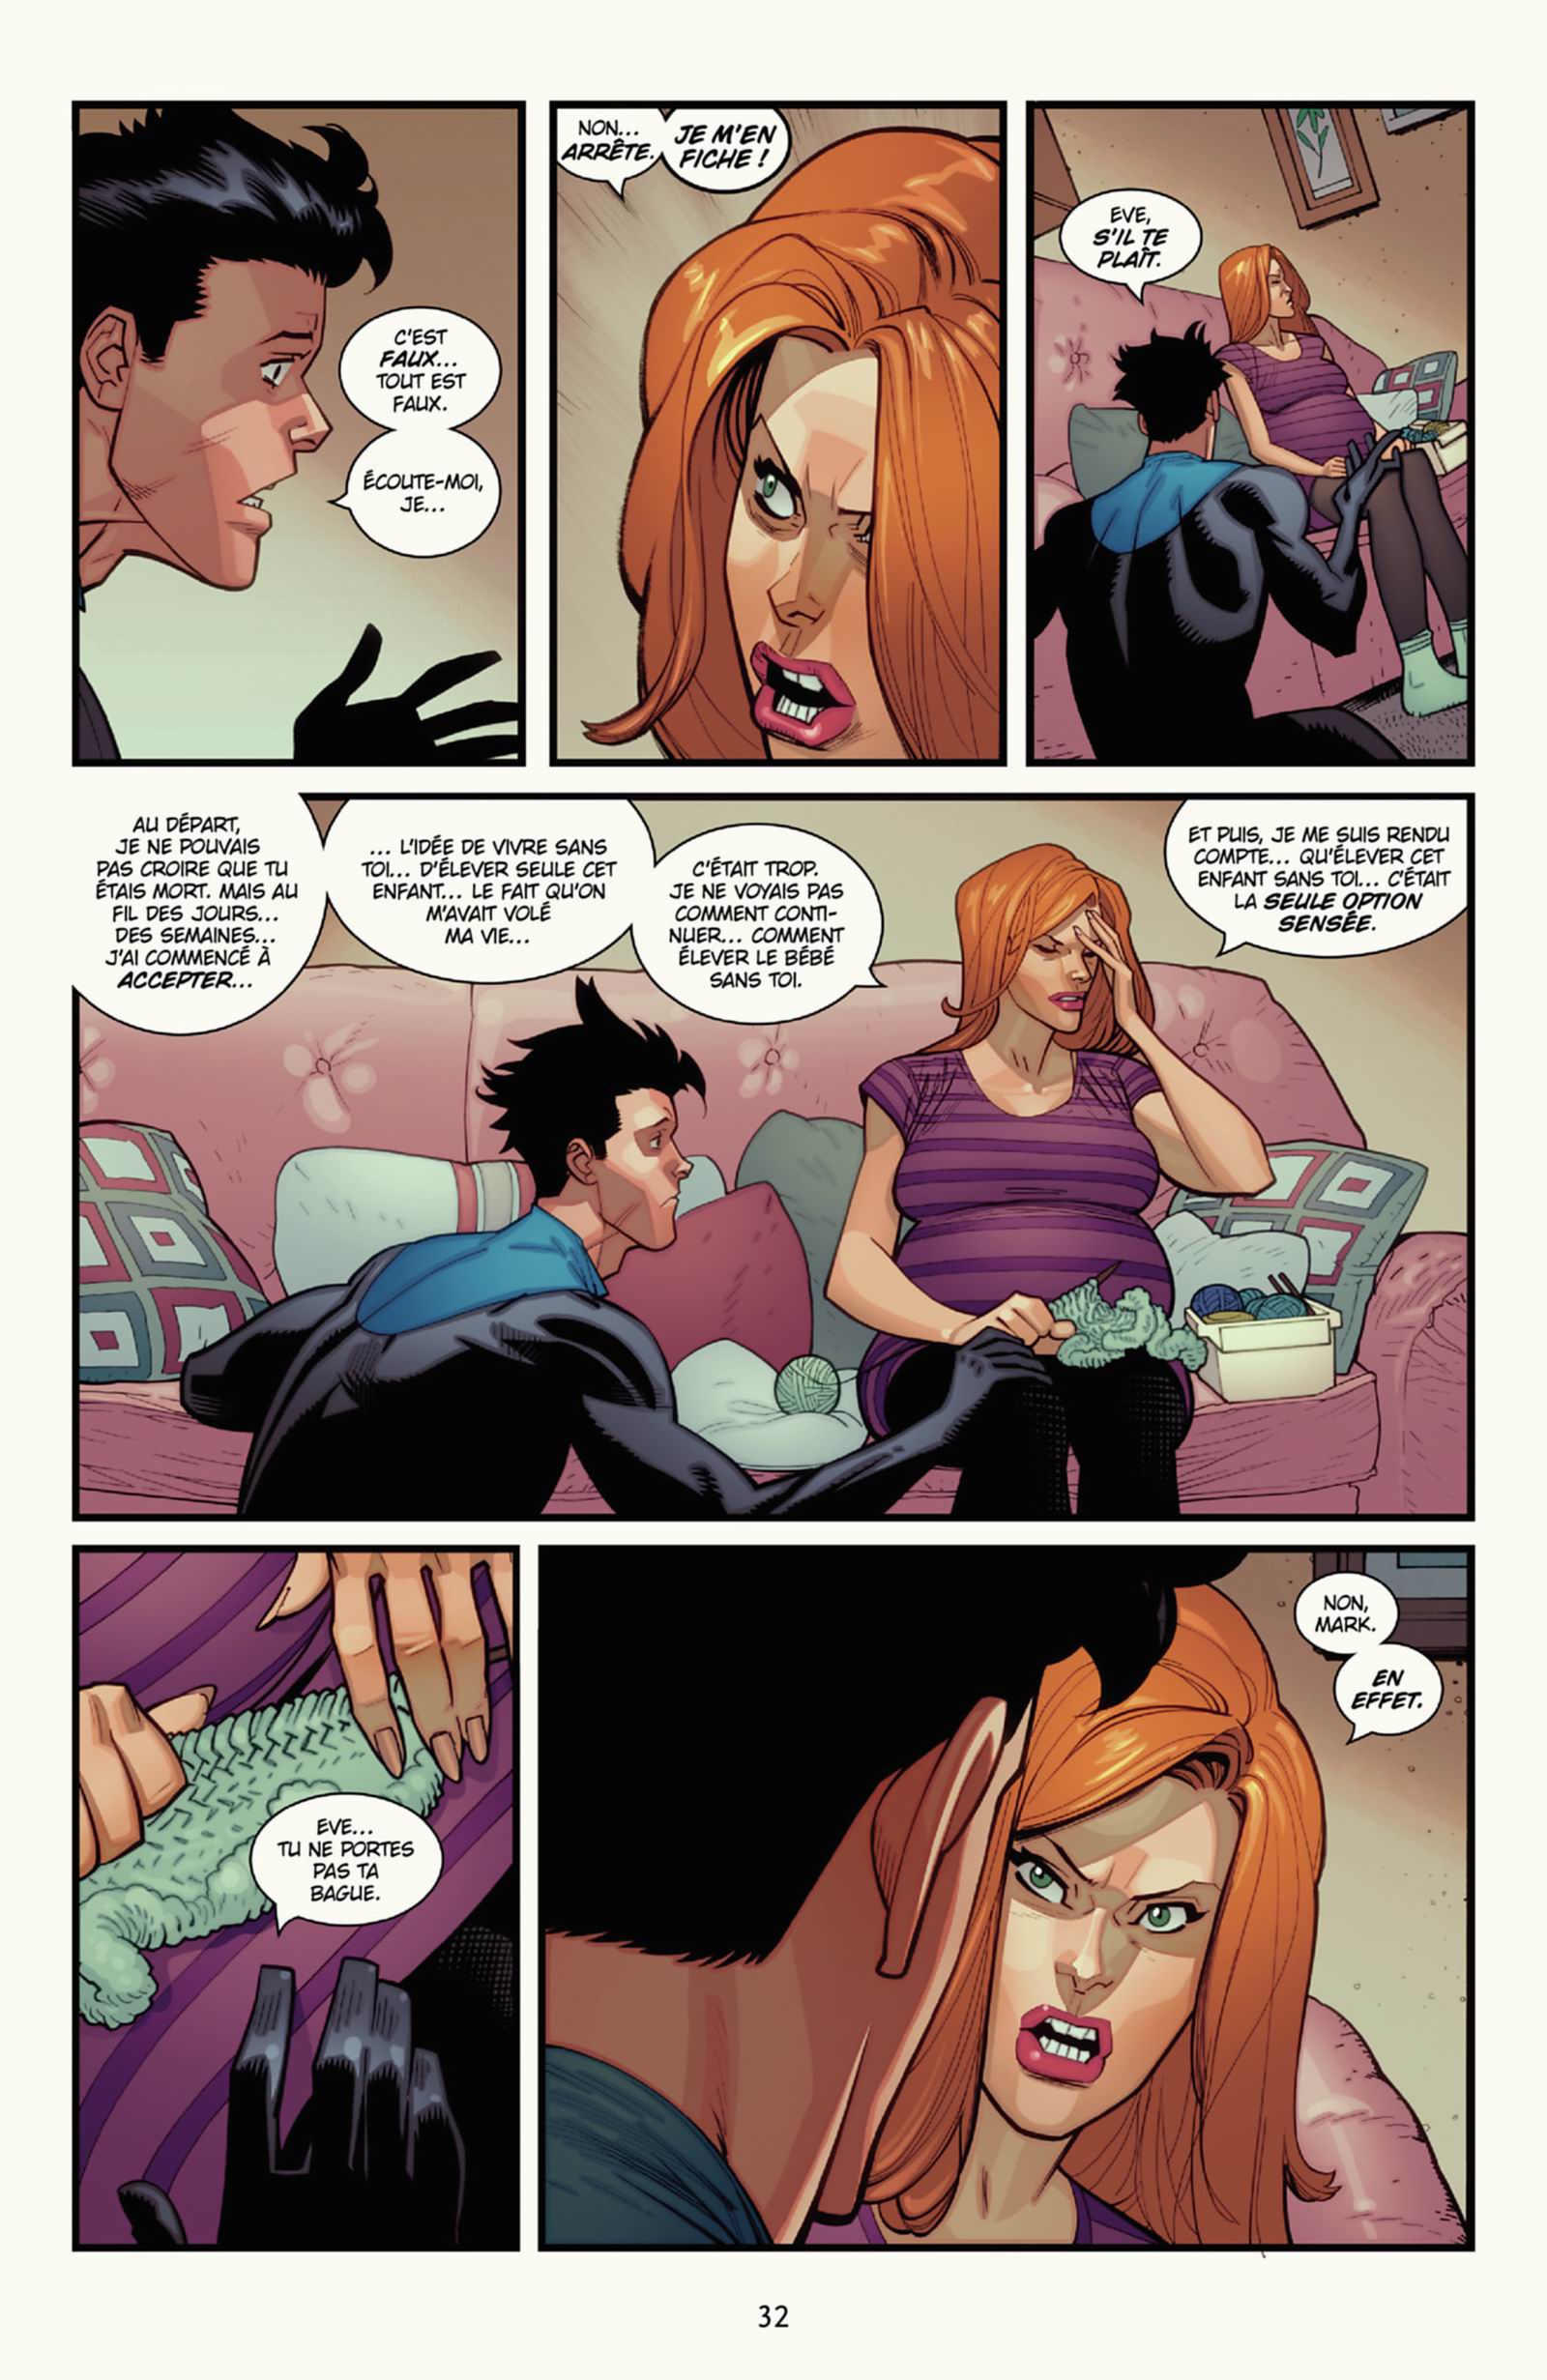 C'EST
FAUX...
TOUT EST
FAUX.
ÉCOUTE-MOI,
JE...
NON...
ARRÊTE.
JE M'EN
FICHE !
EVE,
S'IL TE
PLAÎT.
AU DÉPART,
JE NE POUVAIS
PAS CROIRE QUE TU
ÉTAIS MORT. MAIS AU
FIL DES JOURS...
DES SEMAINES...
J'AI COMMENCÉ À
ACCEPTER...
... L'IDÉE DE VIVRE SANS
TOI... D'ÉLEVER SEULE CET
ENFANT... LE FAIT QU'ON
M'AVAIT VOLÉ
MA VIE...
C'ÉTAIT TROP.
JE NE VOYAIS PAS
COMMENT CONTI-
NUER... COMMENT
ÉLEVER LE BÉBÉ
SANS TOI.
ET PUIS, JE ME SUIS RENDU
COMPTE... QU'ÉLEVER CET
ENFANT SANS TOI... C'ÉTAIT
LA SEULE OPTION
SENSÉE.
EVE...
TU NE PORTES
PAS TA
BAGUE.
NON,
MARK.
EN
EFFET.
32